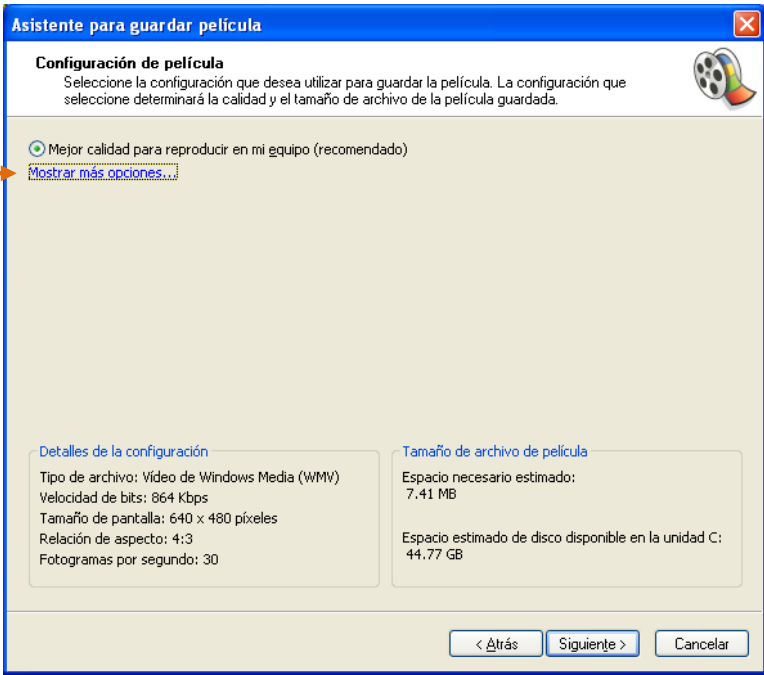 Asistente para guardar película
Configuración de película
Seleccione la configuración que desea utilizar para guardar la película. La configuración que
seleccione determinará la calidad y el tamaño de archivo de la película guardada.
Mejor calidad para reproducir en mi equipo (recomendado)
Mostrar más opciones...
Detalles de la configuración
Tipo de archivo: Vídeo de Windows Media (WMV)
Velocidad de bits: 864 Kbps
Tamaño de pantalla: 640 x 480 píxeles
Relación de aspecto: 4:3
Fotogramas por segundo: 30
Tamaño de archivo de película
Espacio necesario estimado:
7.41 MB
Espacio estimado de disco disponible en la unidad C:
44.77 GB
< Atrás
Siguiente >
Cancelar